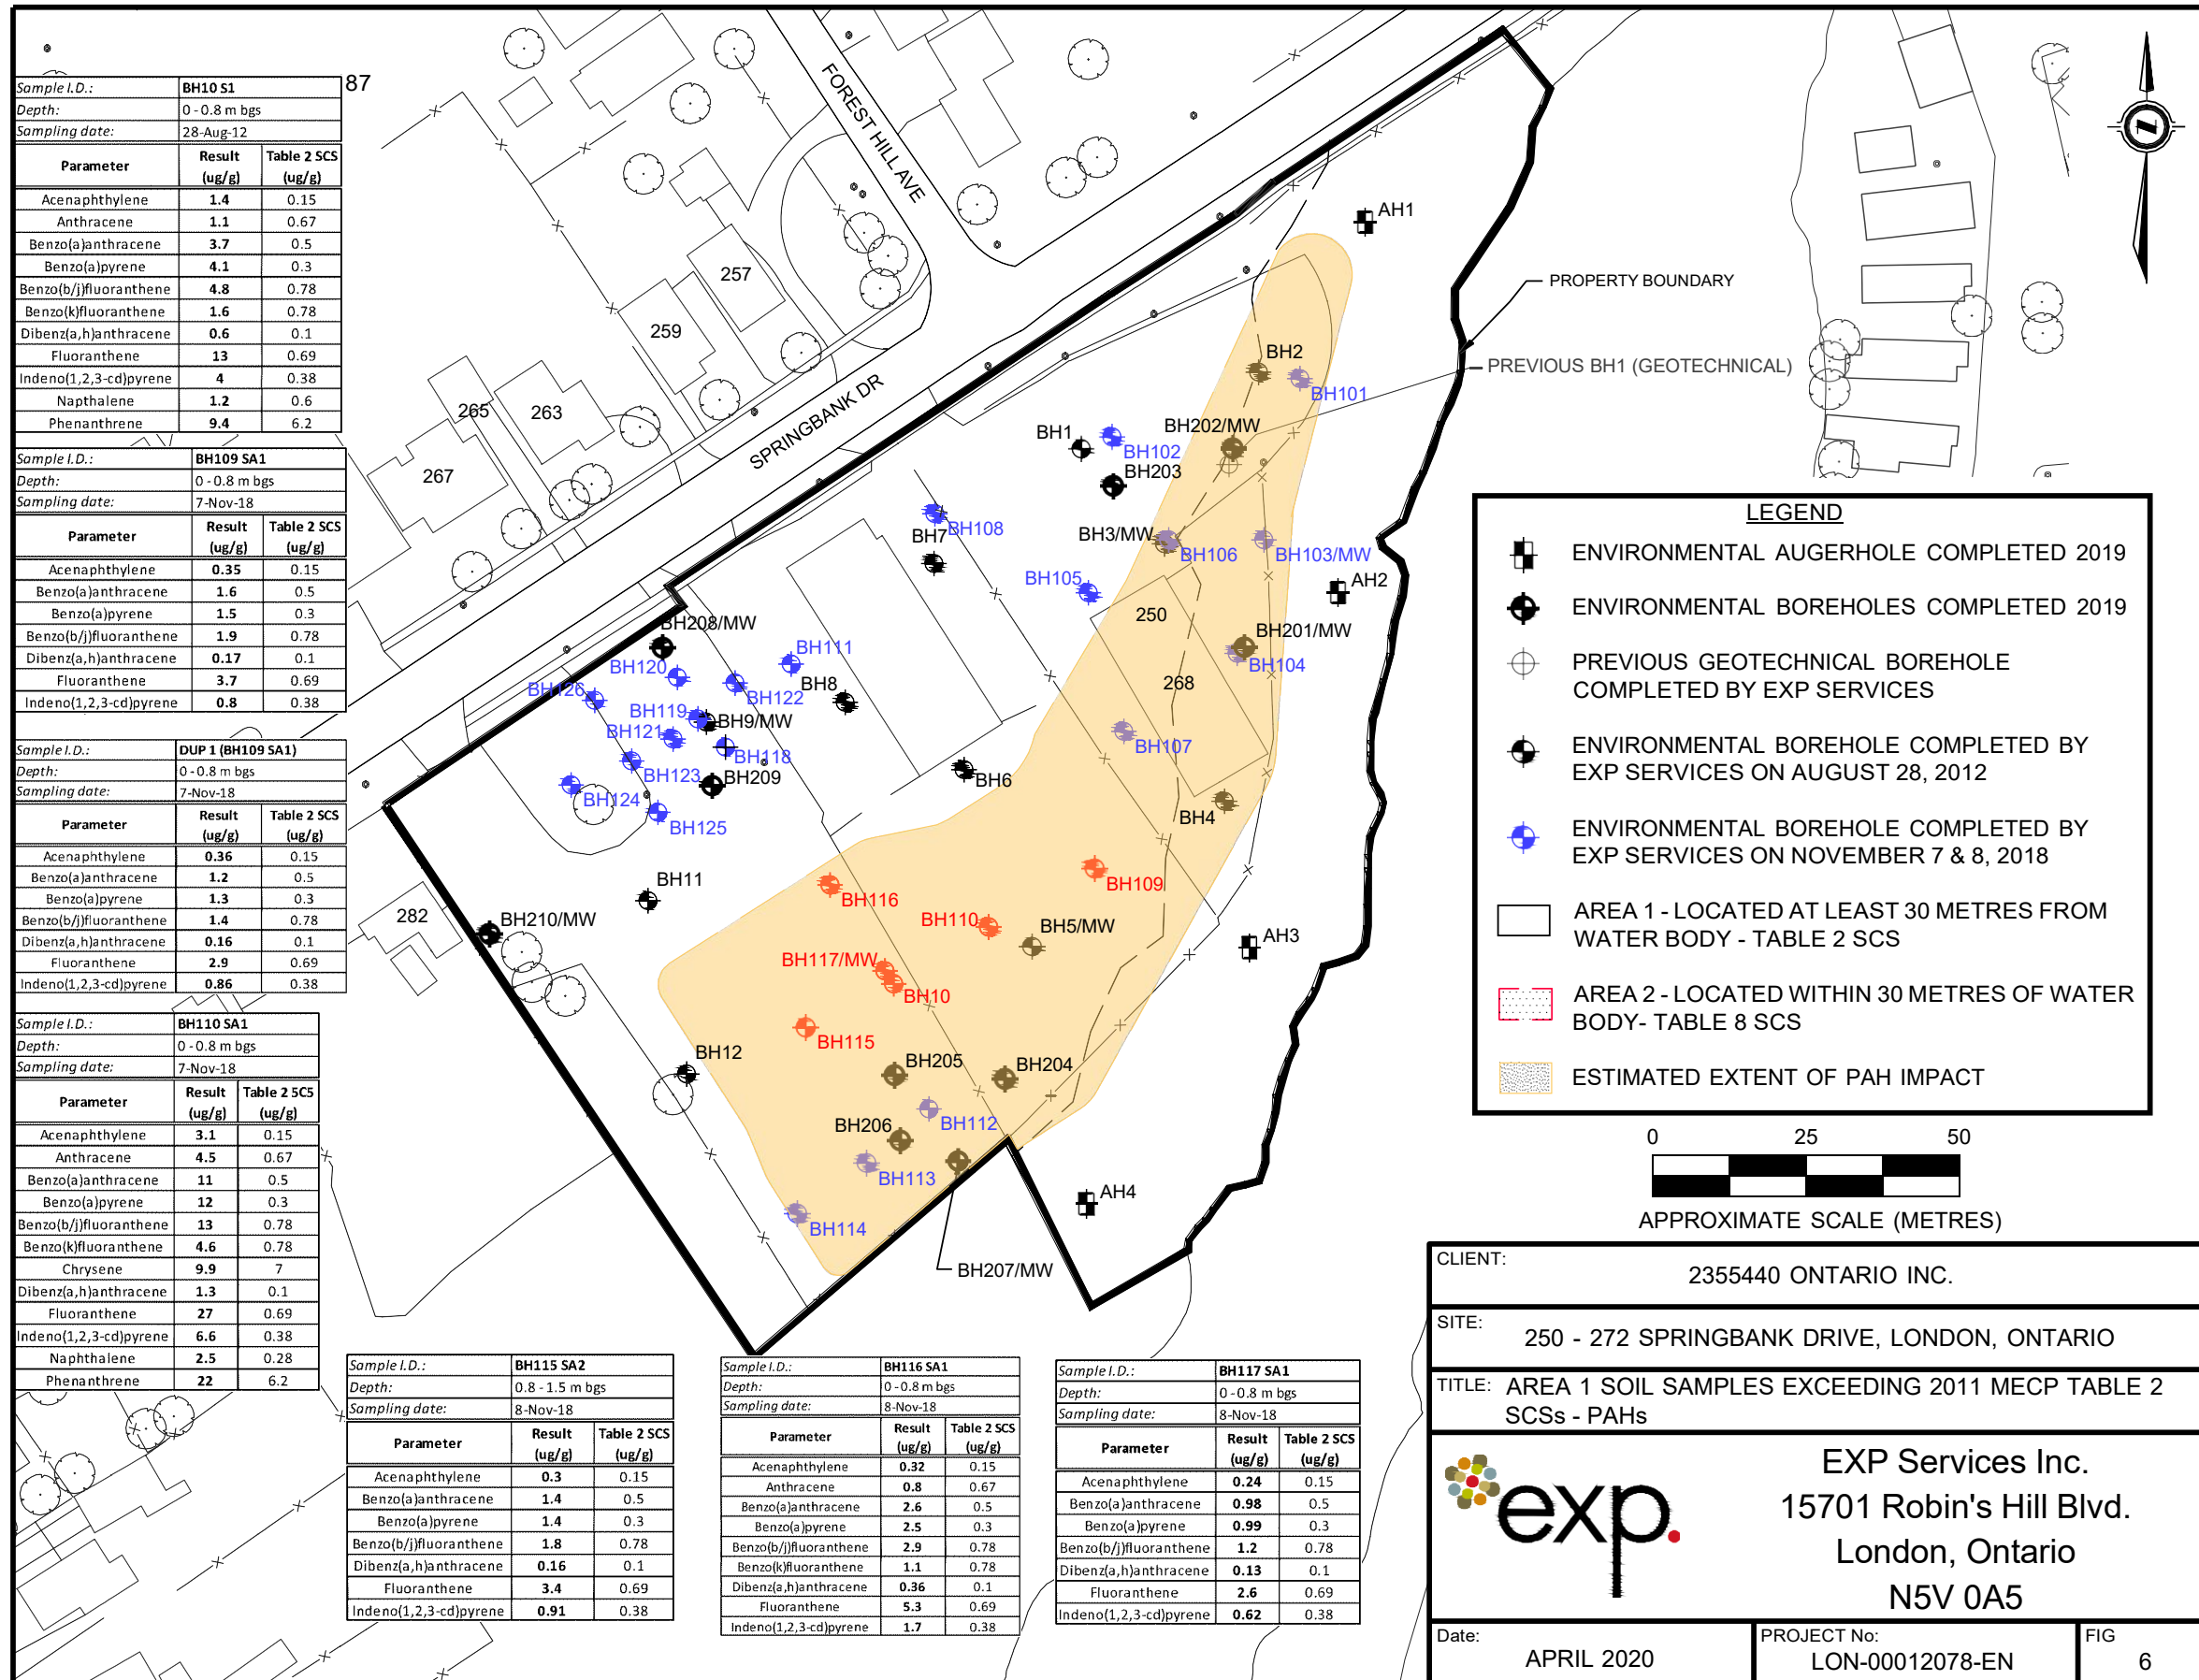 87
Sample I.D.: BH10 S1
Depth: 0 - 0.8 m bgs
Sampling date: 28-Aug-12
Parameter Result (ug/g) Table 2 SCS (ug/g)
Acenaphthylene 1.4 0.15
Anthracene 1.1 0.67
Benzo(a)anthracene 3.7 0.5
Benzo(a)pyrene 4.1 0.3
Benzo(b/j)fluoranthene 4.8 0.78
Benzo(k)fluoranthene 1.6 0.78
Dibenz(a,h)anthracene 0.6 0.1
Fluoranthene 13 0.69
Indeno(1,2,3-cd)pyrene 4 0.38
Napthalene 1.2 0.6
Phenanthrene 9.4 6.2
Sample I.D.: BH109 SA1
Depth: 0 - 0.8 m bgs
Sampling date: 7-Nov-18
Parameter Result (ug/g) Table 2 SCS (ug/g)
Acenaphthylene 0.35 0.15
Benzo(a)anthracene 1.6 0.5
Benzo(a)pyrene 1.5 0.3
Benzo(b/j)fluoranthene 1.9 0.78
Dibenz(a,h)anthracene 0.17 0.1
Fluoranthene 3.7 0.69
Indeno(1,2,3-cd)pyrene 0.8 0.38
Sample I.D.: DUP 1 (BH109 SA1)
Depth: 0 - 0.8 m bgs
Sampling date: 7-Nov-18
Parameter Result (ug/g) Table 2 SCS (ug/g)
Acenaphthylene 0.36 0.15
Benzo(a)anthracene 1.2 0.5
Benzo(a)pyrene 1.3 0.3
Benzo(b/j)fluoranthene 1.4 0.78
Dibenz(a,h)anthracene 0.16 0.1
Fluoranthene 2.9 0.69
Indeno(1,2,3-cd)pyrene 0.86 0.38
Sample I.D.: BH110 SA1
Depth: 0 - 0.8 m bgs
Sampling date: 7-Nov-18
Parameter Result (ug/g) Table 2 SCS (ug/g)
Acenaphthylene 3.1 0.15
Anthracene 4.5 0.67
Benzo(a)anthracene 11 0.5
Benzo(a)pyrene 12 0.3
Benzo(b/j)fluoranthene 13 0.78
Benzo(k)fluoranthene 4.6 0.78
Chrysene 9.9 7
Dibenz(a,h)anthracene 1.3 0.1
Fluoranthene 27 0.69
Indeno(1,2,3-cd)pyrene 6.6 0.38
Naphthalene 2.5 0.28
Phenanthrene 22 6.2
Sample I.D.: BH115 SA2
Depth: 0.8 - 1.5 m bgs
Sampling date: 8-Nov-18
Parameter Result (ug/g) Table 2 SCS (ug/g)
Acenaphthylene 0.3 0.15
Benzo(a)anthracene 1.4 0.5
Benzo(a)pyrene 1.4 0.3
Benzo(b/j)fluoranthene 1.8 0.78
Dibenz(a,h)anthracene 0.16 0.1
Fluoranthene 3.4 0.69
Indeno(1,2,3-cd)pyrene 0.91 0.38
Sample I.D.: BH116 SA1
Depth: 0 - 0.8 m bgs
Sampling date: 8-Nov-18
Parameter Result (ug/g) Table 2 SCS (ug/g)
Acenaphthylene 0.32 0.15
Anthracene 0.8 0.67
Benzo(a)anthracene 2.6 0.5
Benzo(a)pyrene 2.5 0.3
Benzo(b/j)fluoranthene 2.9 0.78
Benzo(k)fluoranthene 1.1 0.78
Dibenz(a,h)anthracene 0.36 0.1
Fluoranthene 5.3 0.69
Indeno(1,2,3-cd)pyrene 1.7 0.38
Sample I.D.: BH117 SA1
Depth: 0 - 0.8 m bgs
Sampling date: 8-Nov-18
Parameter Result (ug/g) Table 2 SCS (ug/g)
Acenaphthylene 0.24 0.15
Benzo(a)anthracene 0.98 0.5
Benzo(a)pyrene 0.99 0.3
Benzo(b/j)fluoranthene 1.2 0.78
Dibenz(a,h)anthracene 0.13 0.1
Fluoranthene 2.6 0.69
Indeno(1,2,3-cd)pyrene 0.62 0.38
FOREST HILL AVE
SPRINGBANK DR
257
259
263
265
267
282
250
268
AH1
PROPERTY BOUNDARY
PREVIOUS BH1 (GEOTECHNICAL)
BH2
BH101
BH202/MW
BH1
BH102
BH203
BH108
BH7
BH3/MW
BH106
BH103/MW
BH105
AH2
BH201/MW
BH104
BH208/MW
BH120
BH111
BH122
BH8
BH126
BH119
BH9/MW
BH121
BH118
BH107
BH123
BH209
BH124
BH125
BH6
BH4
BH11
BH116
BH109
BH110
BH5/MW
BH210/MW
AH3
BH117/MW
BH10
BH115
BH12
BH205
BH204
BH112
BH206
BH113
BH114
AH4
BH207/MW
LEGEND
ENVIRONMENTAL AUGERHOLE COMPLETED 2019
ENVIRONMENTAL BOREHOLES COMPLETED 2019
PREVIOUS GEOTECHNICAL BOREHOLE
COMPLETED BY EXP SERVICES
ENVIRONMENTAL BOREHOLE COMPLETED BY
EXP SERVICES ON AUGUST 28, 2012
ENVIRONMENTAL BOREHOLE COMPLETED BY
EXP SERVICES ON NOVEMBER 7 & 8, 2018
AREA 1 - LOCATED AT LEAST 30 METRES FROM
WATER BODY - TABLE 2 SCS
AREA 2 - LOCATED WITHIN 30 METRES OF WATER
BODY- TABLE 8 SCS
ESTIMATED EXTENT OF PAH IMPACT
0 25 50
APPROXIMATE SCALE (METRES)
CLIENT:
2355440 ONTARIO INC.
SITE:
250 - 272 SPRINGBANK DRIVE, LONDON, ONTARIO
TITLE: AREA 1 SOIL SAMPLES EXCEEDING 2011 MECP TABLE 2
SCSs - PAHs
exp.
EXP Services Inc.
15701 Robin's Hill Blvd.
London, Ontario
N5V 0A5
Date:
APRIL 2020
PROJECT No:
LON-00012078-EN
FIG
6